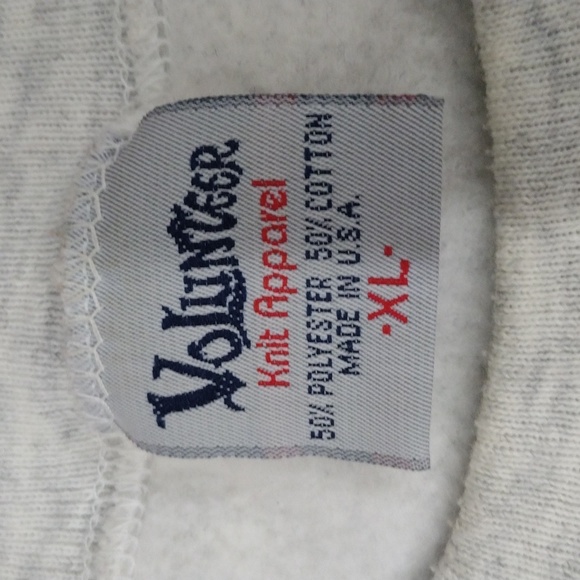 VOLUNTEER
Knit Apparel
50% POLYESTER 50% COTTON
MADE IN U.S.A.
-XL-